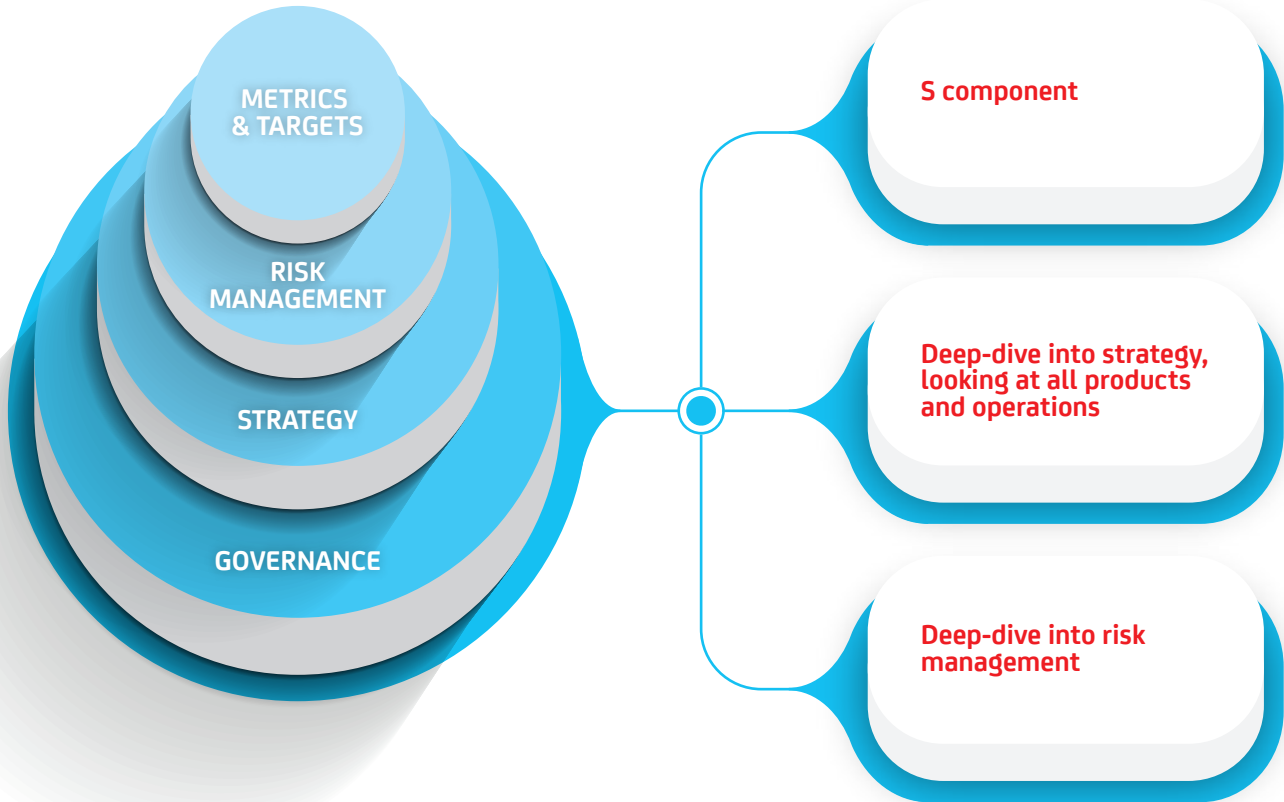 METRICS
& TARGETS
RISK
MANAGEMENT
STRATEGY
GOVERNANCE
S component
Deep-dive into strategy,
looking at all products
and operations
Deep-dive into risk
management